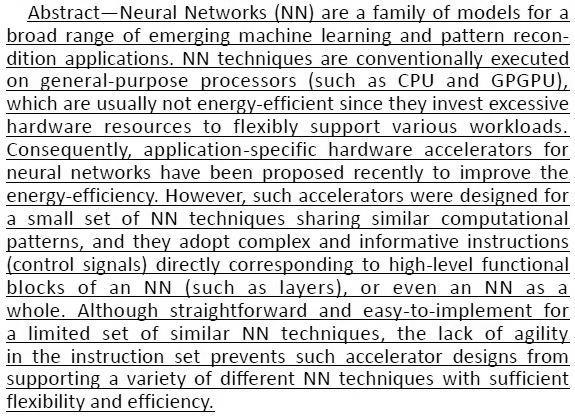 Abstract—Neural Networks (NN) are a family of models for a
broad range of emerging machine learning and pattern recon-
dition applications. NN techniques are conventionally executed
on general-purpose processors (such as CPU and GPGPU),
which are usually not energy-efficient since they invest excessive
hardware resources to flexibly support various workloads.
Consequently, application-specific hardware accelerators for
neural networks have been proposed recently to improve the
energy-efficiency. However, such accelerators were designed for
a small set of NN techniques sharing similar computational
patterns, and they adopt complex and informative instructions
(control signals) directly corresponding to high-level functional
blocks of an NN (such as layers), or even an NN as a
whole. Although straightforward and easy-to-implement for
a limited set of similar NN techniques, the lack of agility
in the instruction set prevents such accelerator designs from
supporting a variety of different NN techniques with sufficient
flexibility and efficiency.